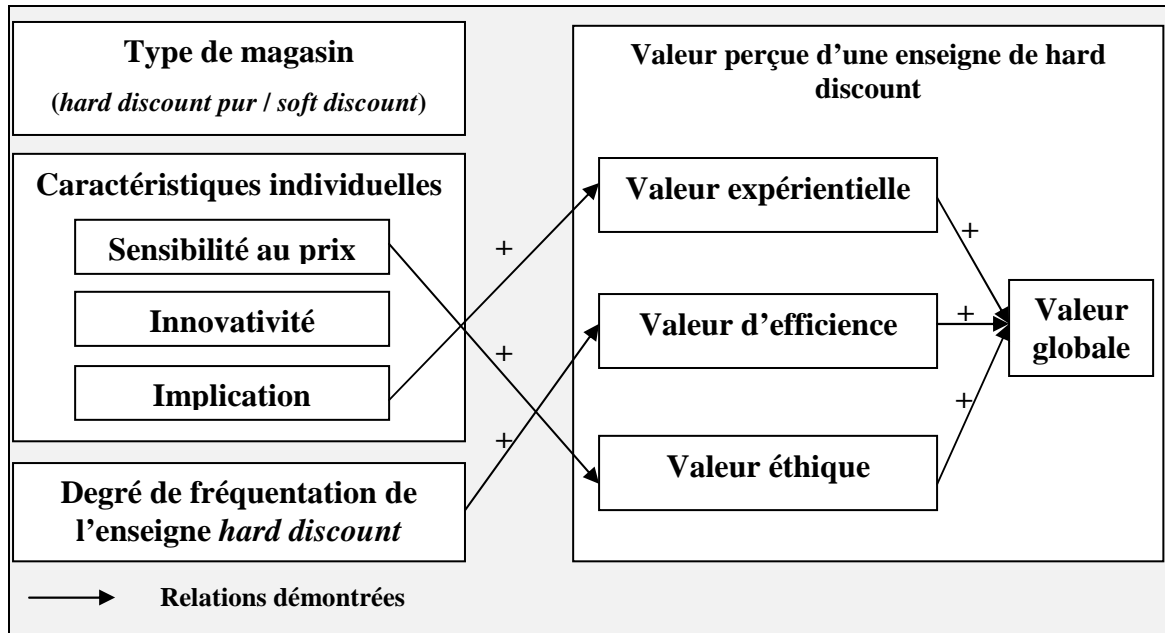 Type de magasin
(hard discount pur / soft discount)
Caractéristiques individuelles
Sensibilité au prix
Innovativité
Implication
Degré de fréquentation de
l'enseigne hard discount
+
+
+
Valeur perçue d'une enseigne de hard
discount
Valeur expérientielle
Valeur d'efficience
Valeur éthique
+
+
+
Valeur
globale
Relations démontrées